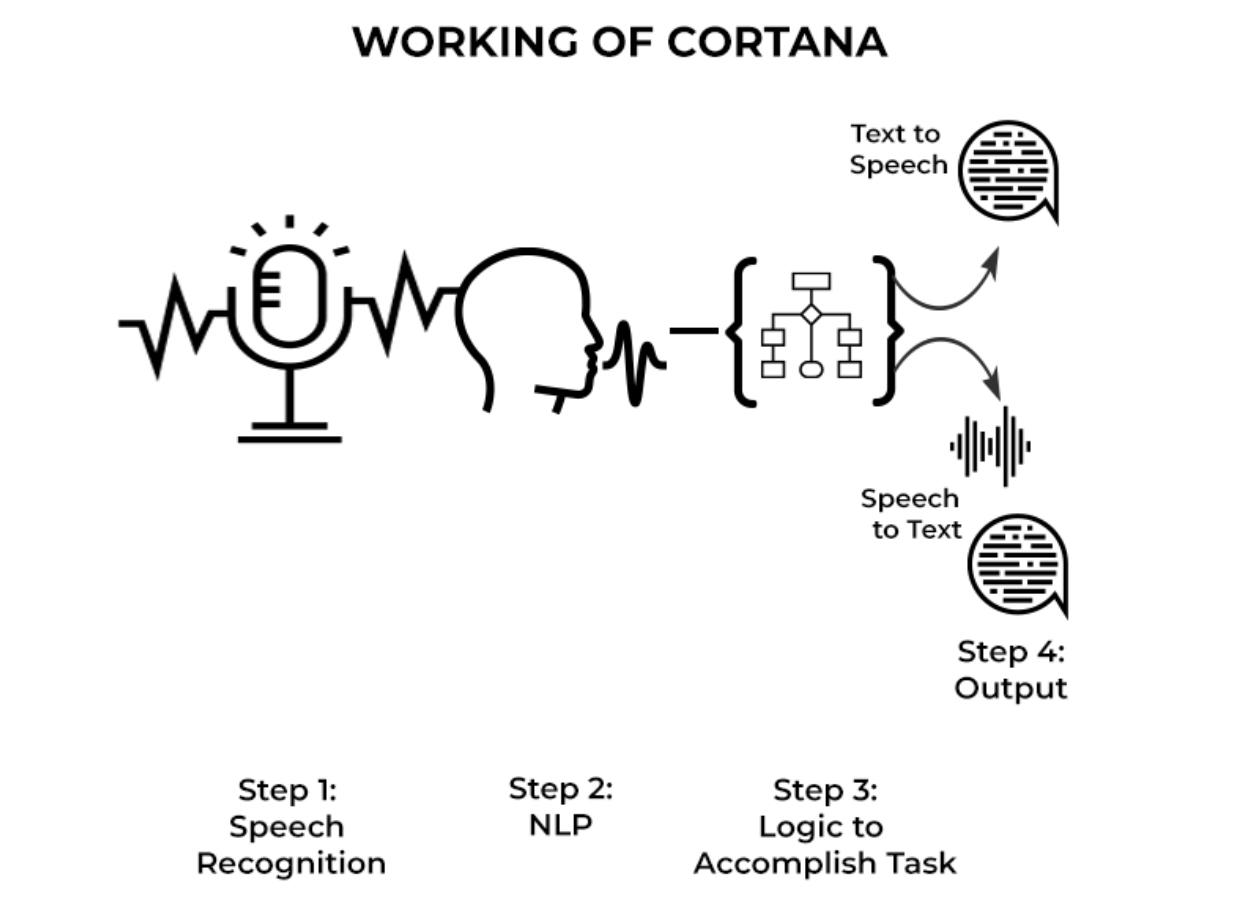 WORKING OF CORTANA
Text to
Speech
Speech
to Text
Step 4:
Output
Step 1:
Speech
Recognition
Step 2:
NLP
Step 3:
Logic to
Accomplish Task